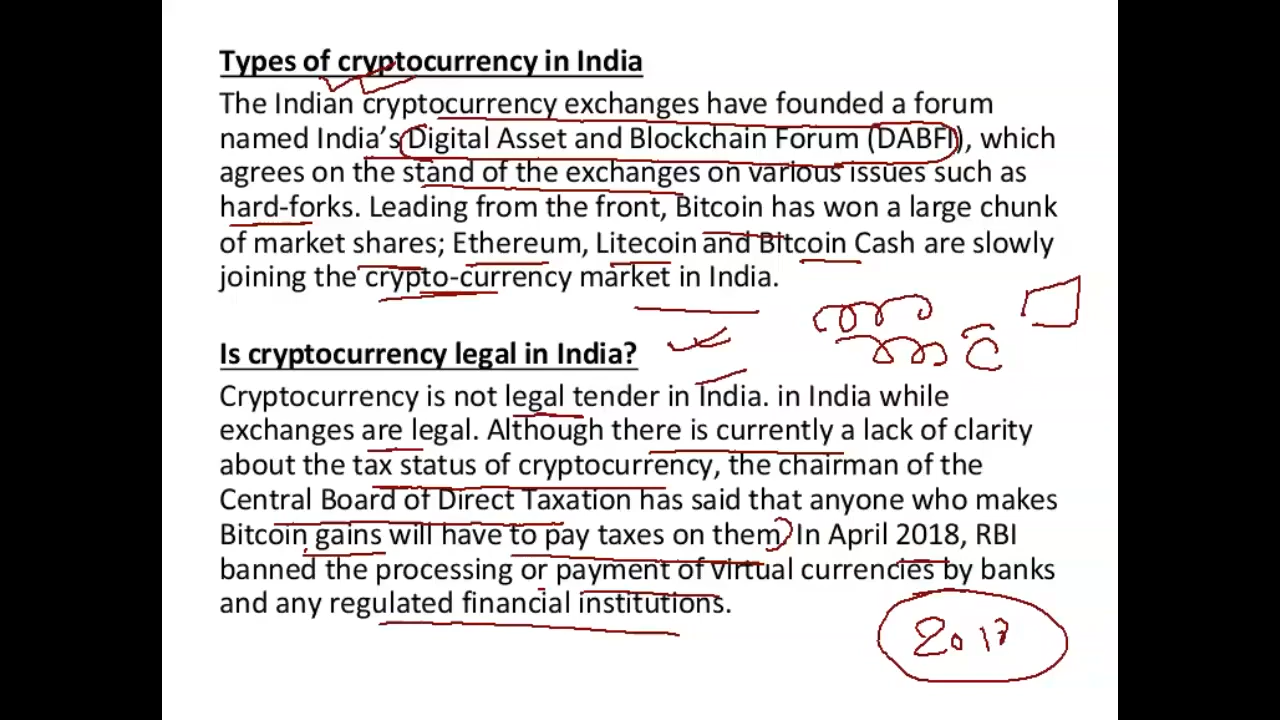 Types of cryptocurrency in India
The Indian cryptocurrency exchanges have founded a forum
named India's Digital Asset and Blockchain Forum (DABFI), which
agrees on the stand of the exchanges on various issues such as
hard-forks. Leading from the front, Bitcoin has won a large chunk
of market shares; Ethereum, Litecoin and Bitcoin Cash are slowly
joining the crypto-currency market in India.
Is cryptocurrency legal in India?
Cryptocurrency is not legal tender in India. in India while
exchanges are legal. Although there is currently a lack of clarity
about the tax status of cryptocurrency, the chairman of the
Central Board of Direct Taxation has said that anyone who makes
Bitcoin gains will have to pay taxes on them. In April 2018, RBI
banned the processing or payment of virtual currencies by banks
and any regulated financial institutions.